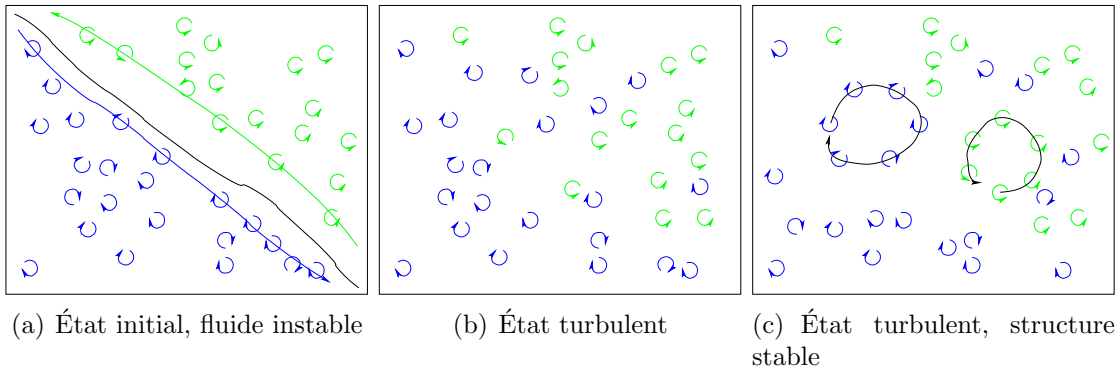 (a) État initial, fluide instable
(b) État turbulent
(c) État turbulent, structure
stable